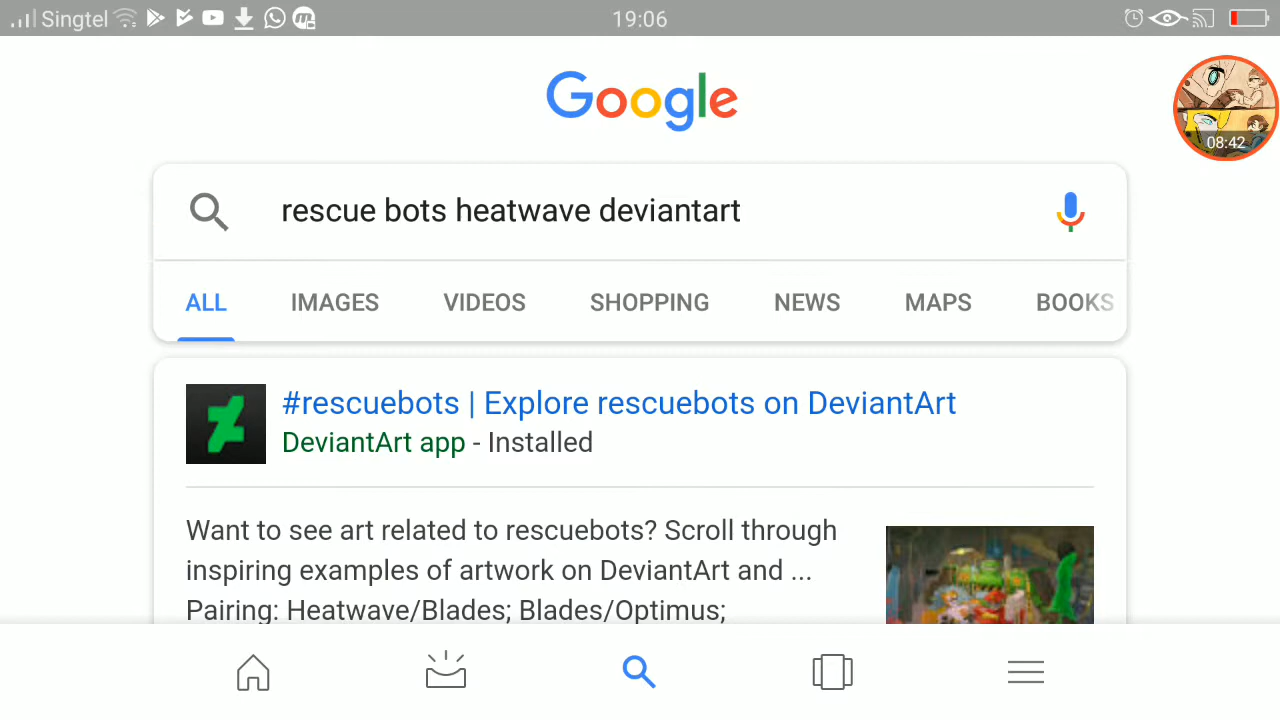 Singtel
19:06
Google
08:42
rescue bots heatwave deviantart
ALL IMAGES VIDEOS SHOPPING NEWS MAPS BOOKS
#rescuebots | Explore rescuebots on DeviantArt
DeviantArt app - Installed
Want to see art related to rescuebots? Scroll through
inspiring examples of artwork on DeviantArt and ...
Pairing: Heatwave/Blades; Blades/Optimus;